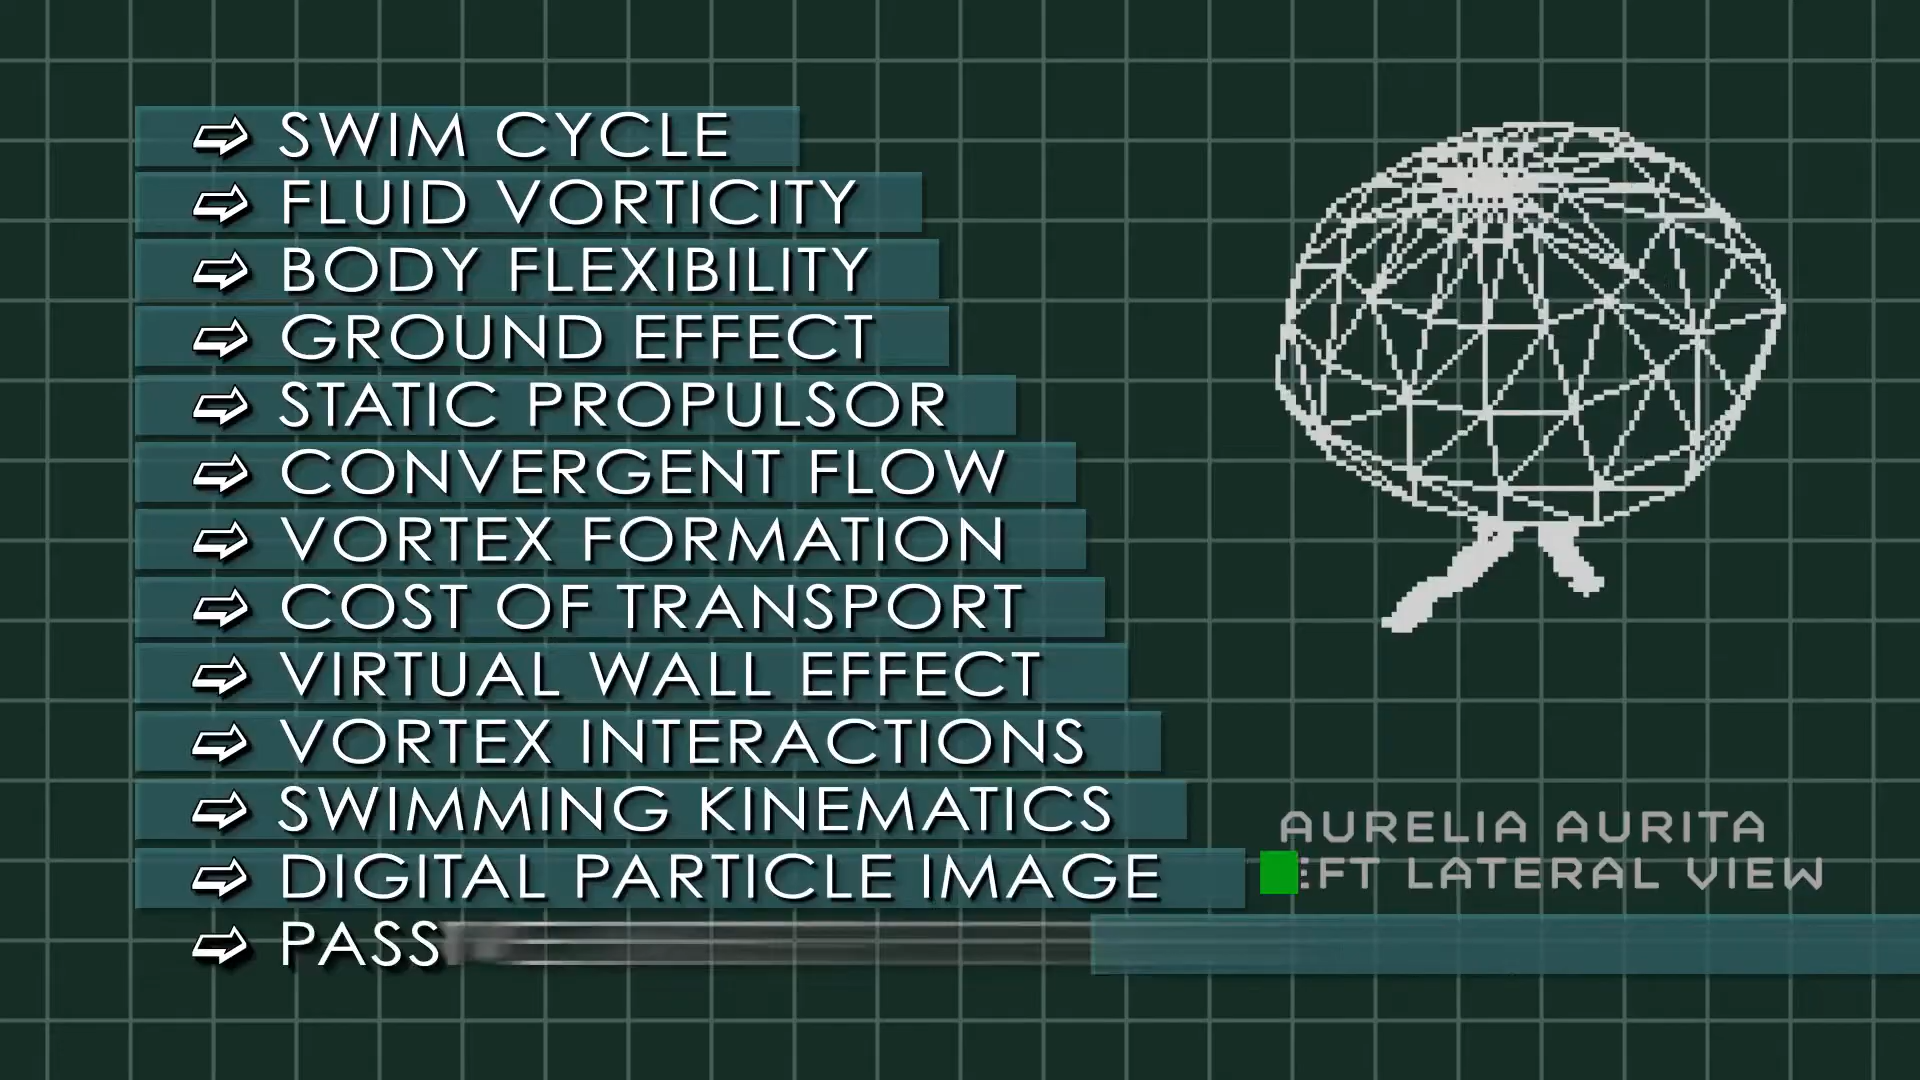 SWIM CYCLE
FLUID VORTICITY
BODY FLEXIBILITY
GROUND EFFECT
STATIC PROPULSOR
CONVERGENT FLOW
VORTEX FORMATION
COST OF TRANSPORT
VIRTUAL WALL EFFECT
VORTEX INTERACTIONS
SWIMMING KINEMATICS
DIGITAL PARTICLE IMAGE
PASS
AURELIA AURITA
LATERAL VIEW